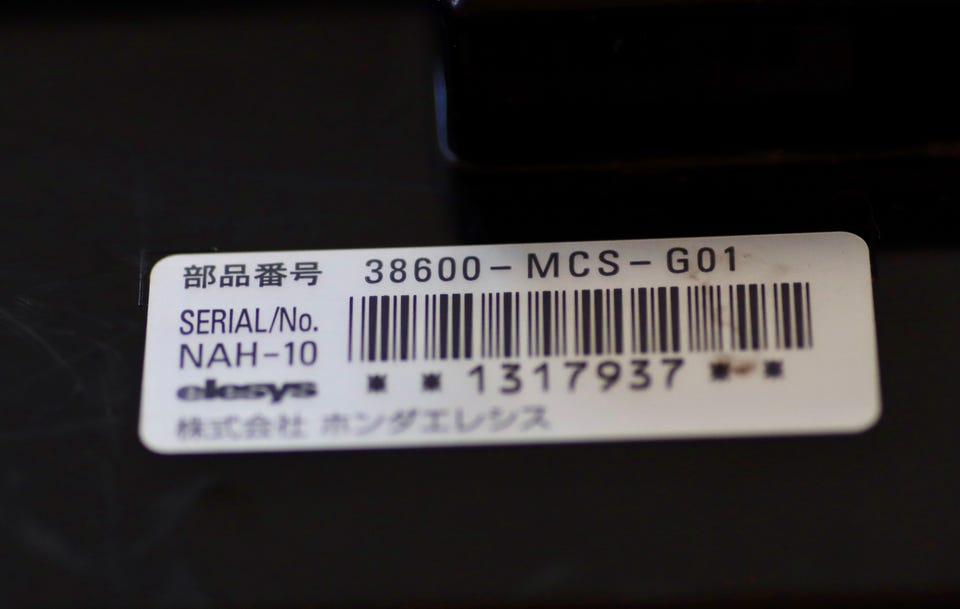 部品番号 38600-MCS-G01
SERIAL/No.
NAH-10
elesys
**1317937**
株式会社 ホンダエレシス